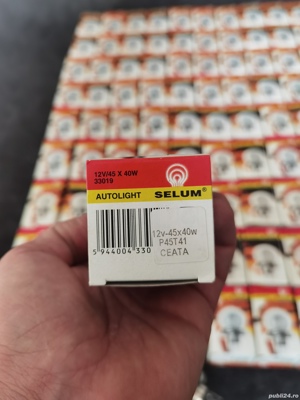 12V/45 X 40W
33019
AUTOLIGHT SELUM®
5 944004 330
12v-45x40w
P45T41
CEATA
publi24.ro